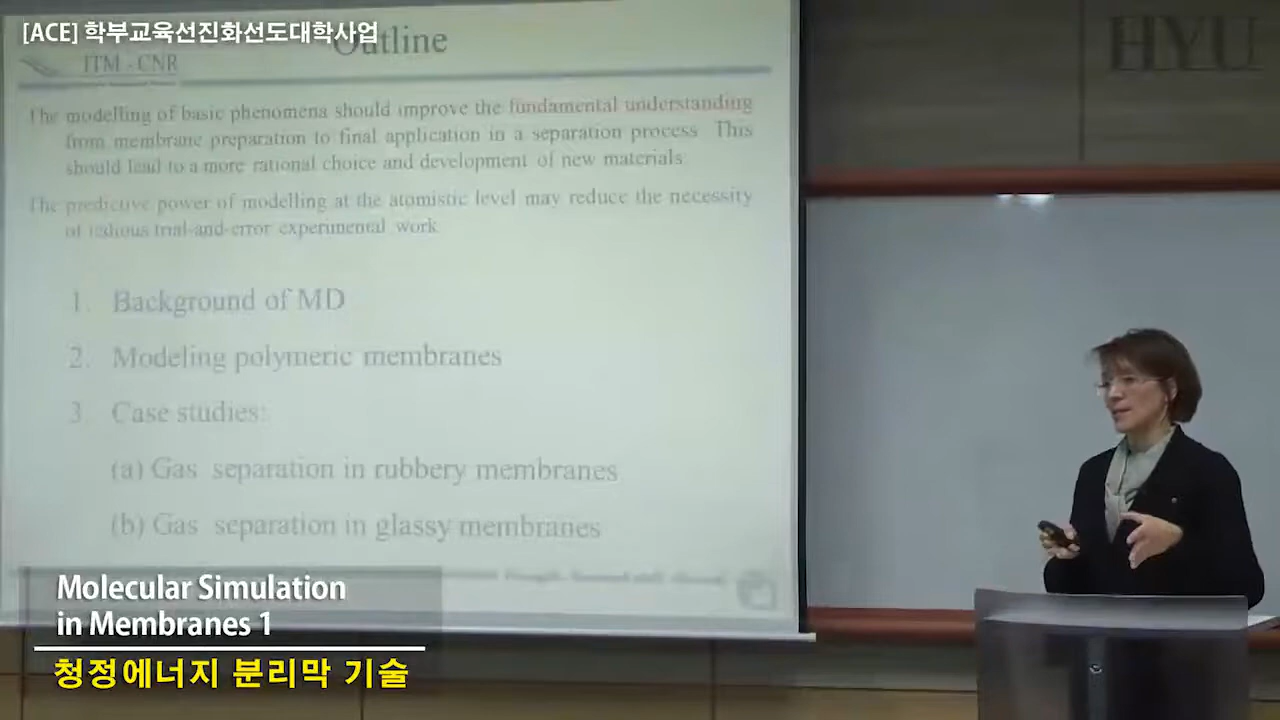 [ACE] 학부교육선진화선도대학사업
Outline
ITM - CNR
HYU
The modelling of basic phenomena should improve the fundamental understanding
from membrane preparation to final application in a separation process. This
should lead to a more rational choice and development of new materials.
The predictive power of modelling at the atomistic level may reduce the necessity
of tedious trial-and-error experimental work.
1. Background of MD
2. Modeling polymeric membranes
3. Case studies:
(a) Gas separation in rubbery membranes
(b) Gas separation in glassy membranes
Molecular Simulation
in Membranes 1
청정에너지 분리막 기술